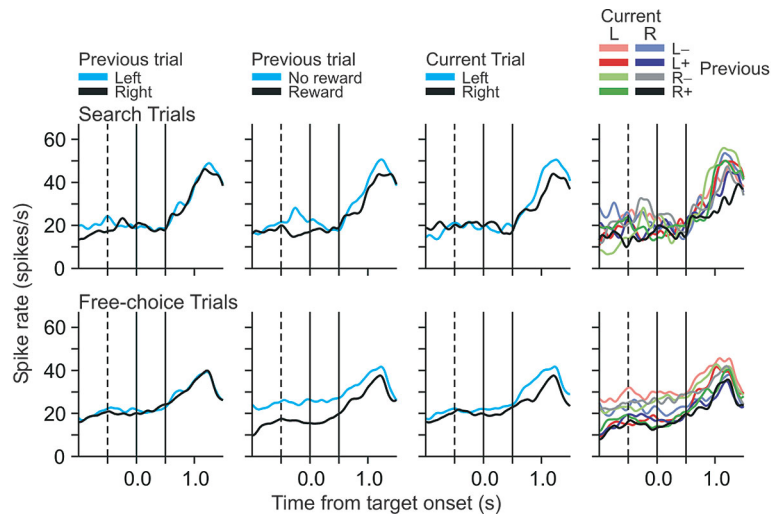 Current
L R
Previous trial
Left
Right
Previous trial
No reward
Reward
Current Trial
Left
Right
L−
L+
R−
R+
Previous
Search Trials
60
40
20
0
Free-choice Trials
60
40
20
0
Spike rate (spikes/s)
0.0 1.0 0.0 1.0 0.0 1.0 0.0 1.0
Time from target onset (s)